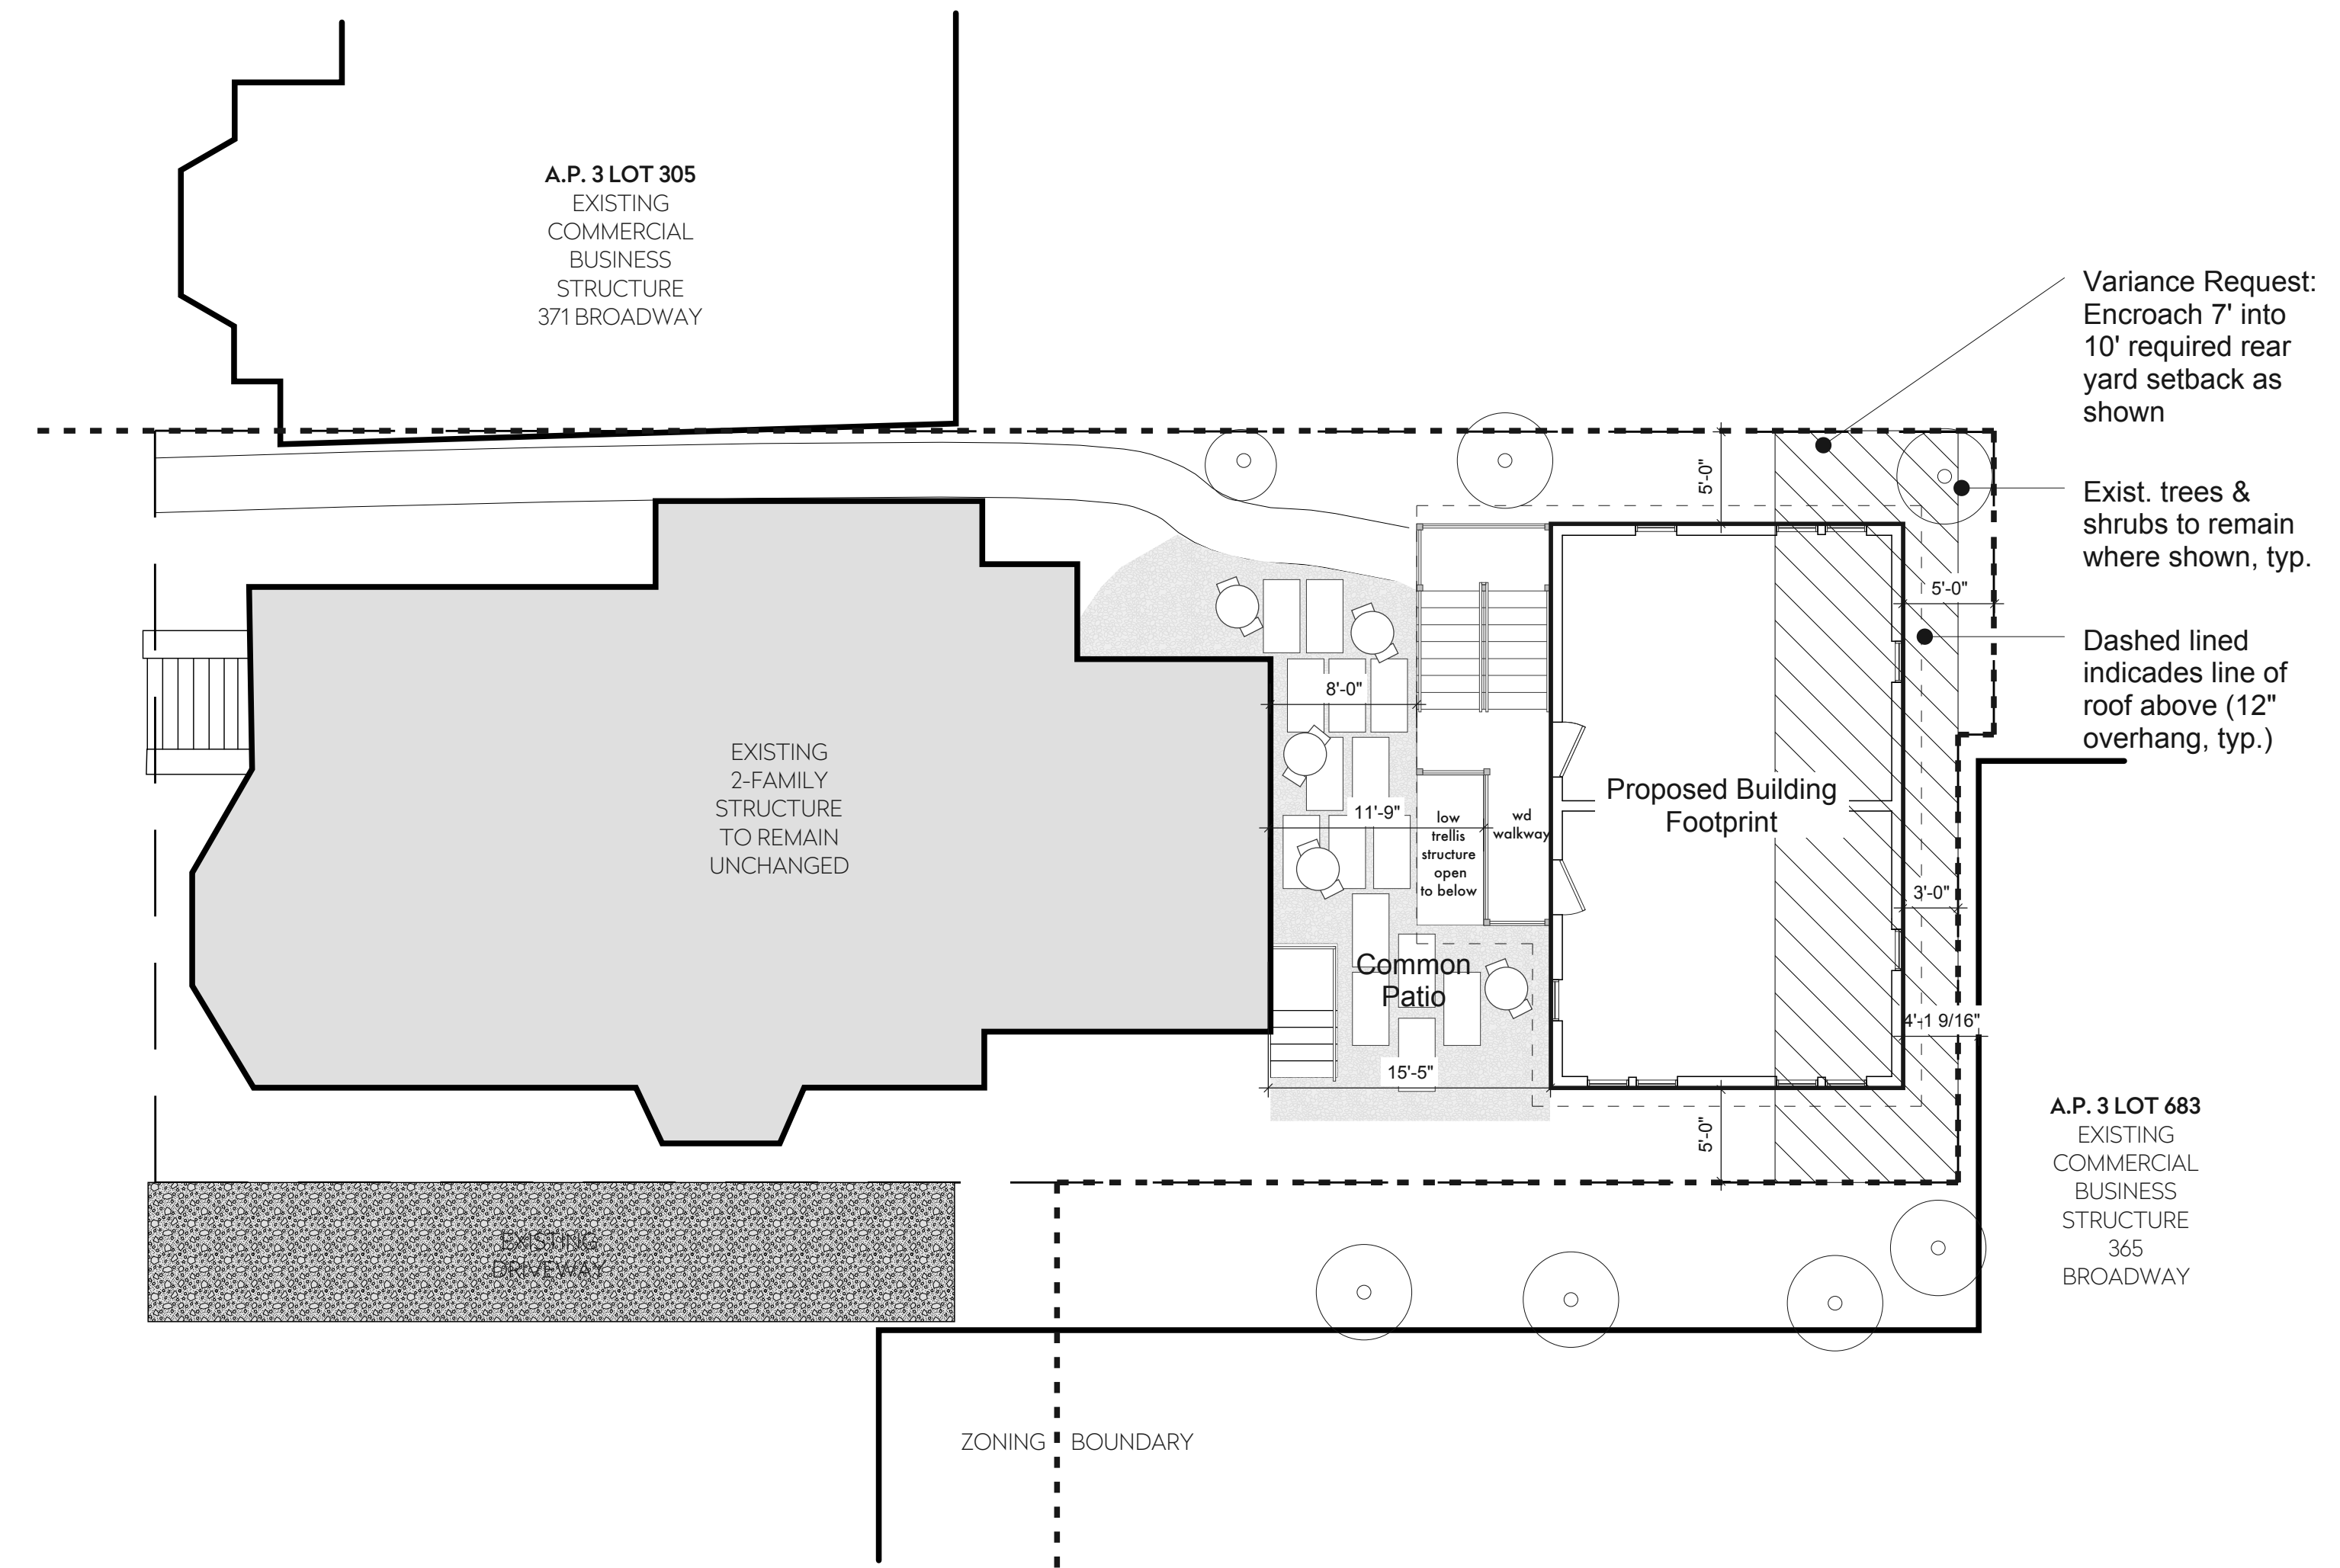 A.P. 3 LOT 305
EXISTING
COMMERCIAL
BUSINESS
STRUCTURE
371 BROADWAY
Variance Request:
Encroach 7' into
10' required rear
yard setback as
shown
5'-0"
Exist. trees &
shrubs to remain
where shown, typ.
5'-0"
Dashed lined
indicades line of
roof above (12"
overhang, typ.)
8'-0"
EXISTING
2-FAMILY
STRUCTURE
TO REMAIN
UNCHANGED
11'-9"
low
trellis
structure
open
to below
wd
walkway
Proposed Building
Footprint
3'-0"
Common
Patio
4'-1 9/16"
15'-5"
5'-0"
A.P. 3 LOT 683
EXISTING
COMMERCIAL
BUSINESS
STRUCTURE
365
BROADWAY
EXISTING
DRIVEWAY
ZONING BOUNDARY